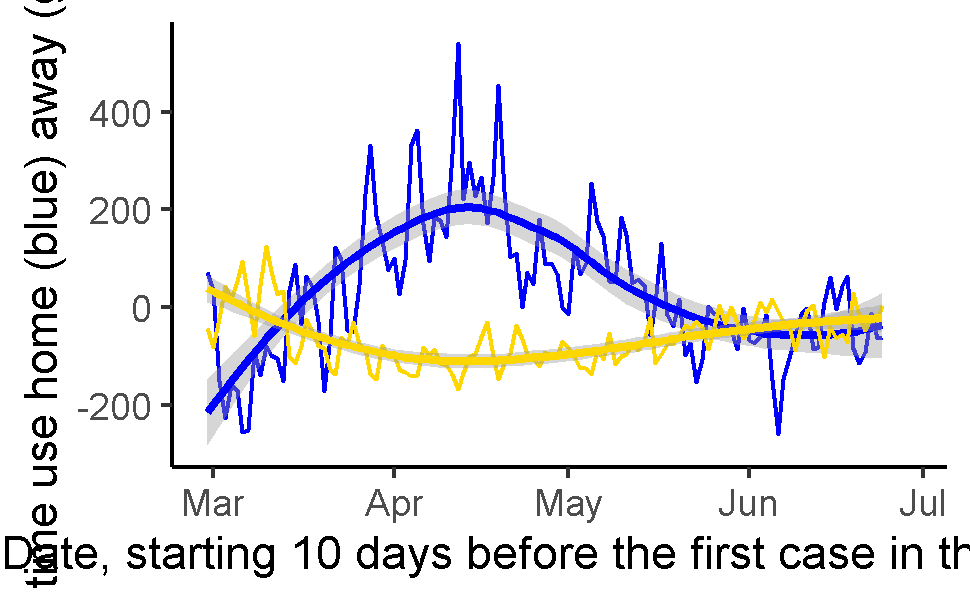 time use home (blue) away (
400
200
0
-200
Mar Apr May Jun Jul
Date, starting 10 days before the first case in th